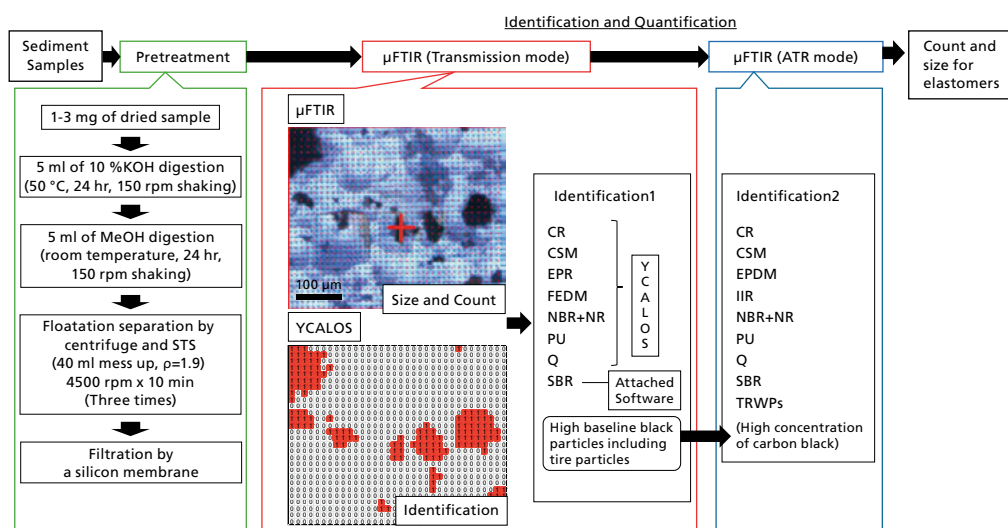 Identification and Quantification
Sediment
Samples
Pretreatment
µFTIR (Transmission mode)
µFTIR (ATR mode)
Count and
size for
elastomers
1-3 mg of dried sample
5 ml of 10 %KOH digestion
(50 °C, 24 hr, 150 rpm shaking)
5 ml of MeOH digestion
(room temperature, 24 hr,
150 rpm shaking)
Floatation separation by
centrifuge and STS
(40 ml mess up, ρ=1.9)
4500 rpm x 10 min
(Three times)
Filtration by
a silicon membrane
µFTIR
100 µm
Size and Count
YCALOS
Identification
Identification1
CR
CSM
EPR
FEDM
NBR+NR
PU
Q
SBR
YCALOS
Attached
Software
High baseline black
particles including
tire particles
Identification2
CR
CSM
EPDM
IIR
NBR+NR
PU
Q
SBR
TRWPs
(High concentration
of carbon black)